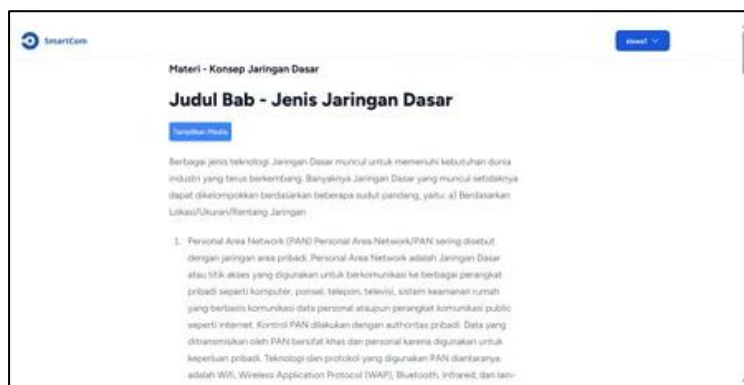 SmartCom
siswa1
Materi - Konsep Jaringan Dasar
Judul Bab - Jenis Jaringan Dasar
Tampilkan Media
Berbagai jenis teknologi Jaringan Dasar muncul untuk memenuhi kebutuhan dunia
industri yang terus berkembang. Banyaknya Jaringan Dasar yang muncul setidaknya
dapat dikelompokkan berdasarkan beberapa sudut pandang, yaitu: a) Berdasarkan
Lokasi/Ukuran/Rentang Jaringan
1. Personal Area Network (PAN) Personal Area Network/PAN sering disebut
dengan jaringan area pribadi. Personal Area Network adalah Jaringan Dasar
atau titik akses yang digunakan untuk berkomunikasi ke berbagai perangkat
pribadi seperti komputer, ponsel, telepon, televisi, sistem keamanan rumah
yang berbasis komunikasi data personal ataupun perangkat komunikasi public
seperti internet. Kontrol PAN dilakukan dengan authoritas pribadi. Data yang
ditransmisikan oleh PAN bersifat khas dan personal karena digunakan untuk
keperluan pribadi. Teknologi dan protokol yang digunakan PAN diantaranya
adalah Wifi, Wireless Application Protocol (WAP), Bluetooth, Infrared, dan lain-